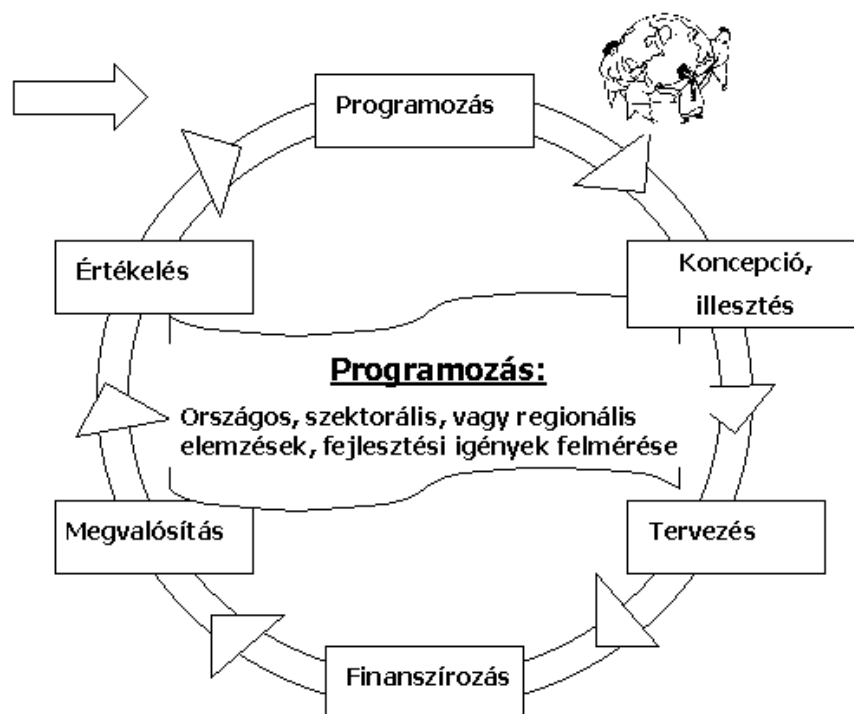 Programozás
Értékelés
Koncepció,
illesztés
Programozás:
Országos, szektorális, vagy regionális
elemzések, fejlesztési igények felmérése
Megvalósítás
Tervezés
Finanszírozás